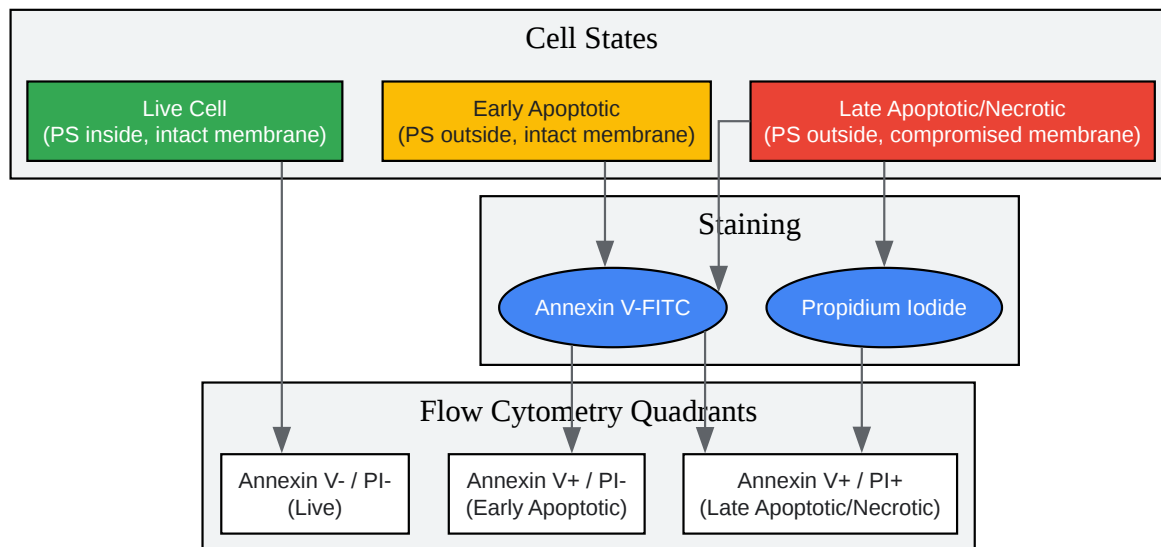 Cell States
Live Cell
(PS inside, intact membrane)
Early Apoptotic
(PS outside, intact membrane)
Late Apoptotic/Necrotic
(PS outside, compromised membrane)
Staining
Annexin V-FITC
Propidium Iodide
Flow Cytometry Quadrants
Annexin V- / PI-
(Live)
Annexin V+ / PI-
(Early Apoptotic)
Annexin V+ / PI+
(Late Apoptotic/Necrotic)